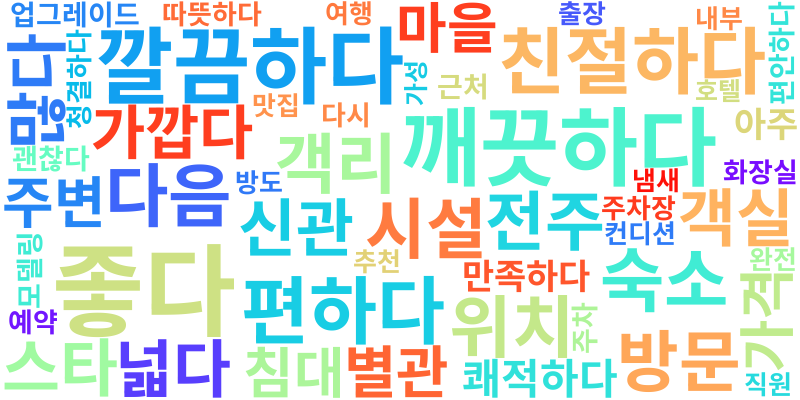 업그레이드 따뜻하다 여행 마을 출장 내부 편안하다
많다 청결하다 깔끔하다 가성 근처 친절하다 호텔
맛집 다시 아주
괜찮다 가깝다 객리 깨끗하다 화장실
주변 다음 방도 냄새
신관 시설 전주 주차장 객실
컨디션
모델링 좋다 추천 만족하다 숙소 완전
예약 편하다 위치 주차 가격
스타 넓다 침대 별관 쾌적하다 방문 직원